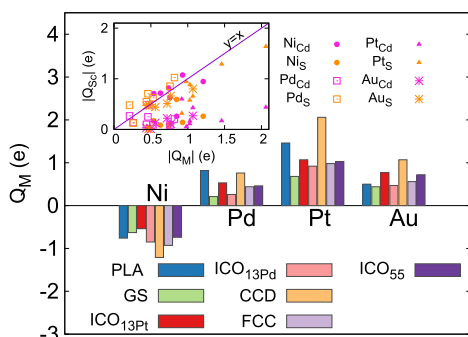 4
3
2
1
0
-1
-2
-3
Q_M (e)
2
1
0
|Q_Sc| (e)
0 0.5 1 1.5 2
|Q_M| (e)
y=x
Ni_Cd Pt_Cd
Ni_S Pt_S
Pd_Cd Au_Cd
Pd_S Au_S
Ni Pd Pt Au
PLA ICO_13Pd ICO_55
GS CCD
ICO_13Pt FCC